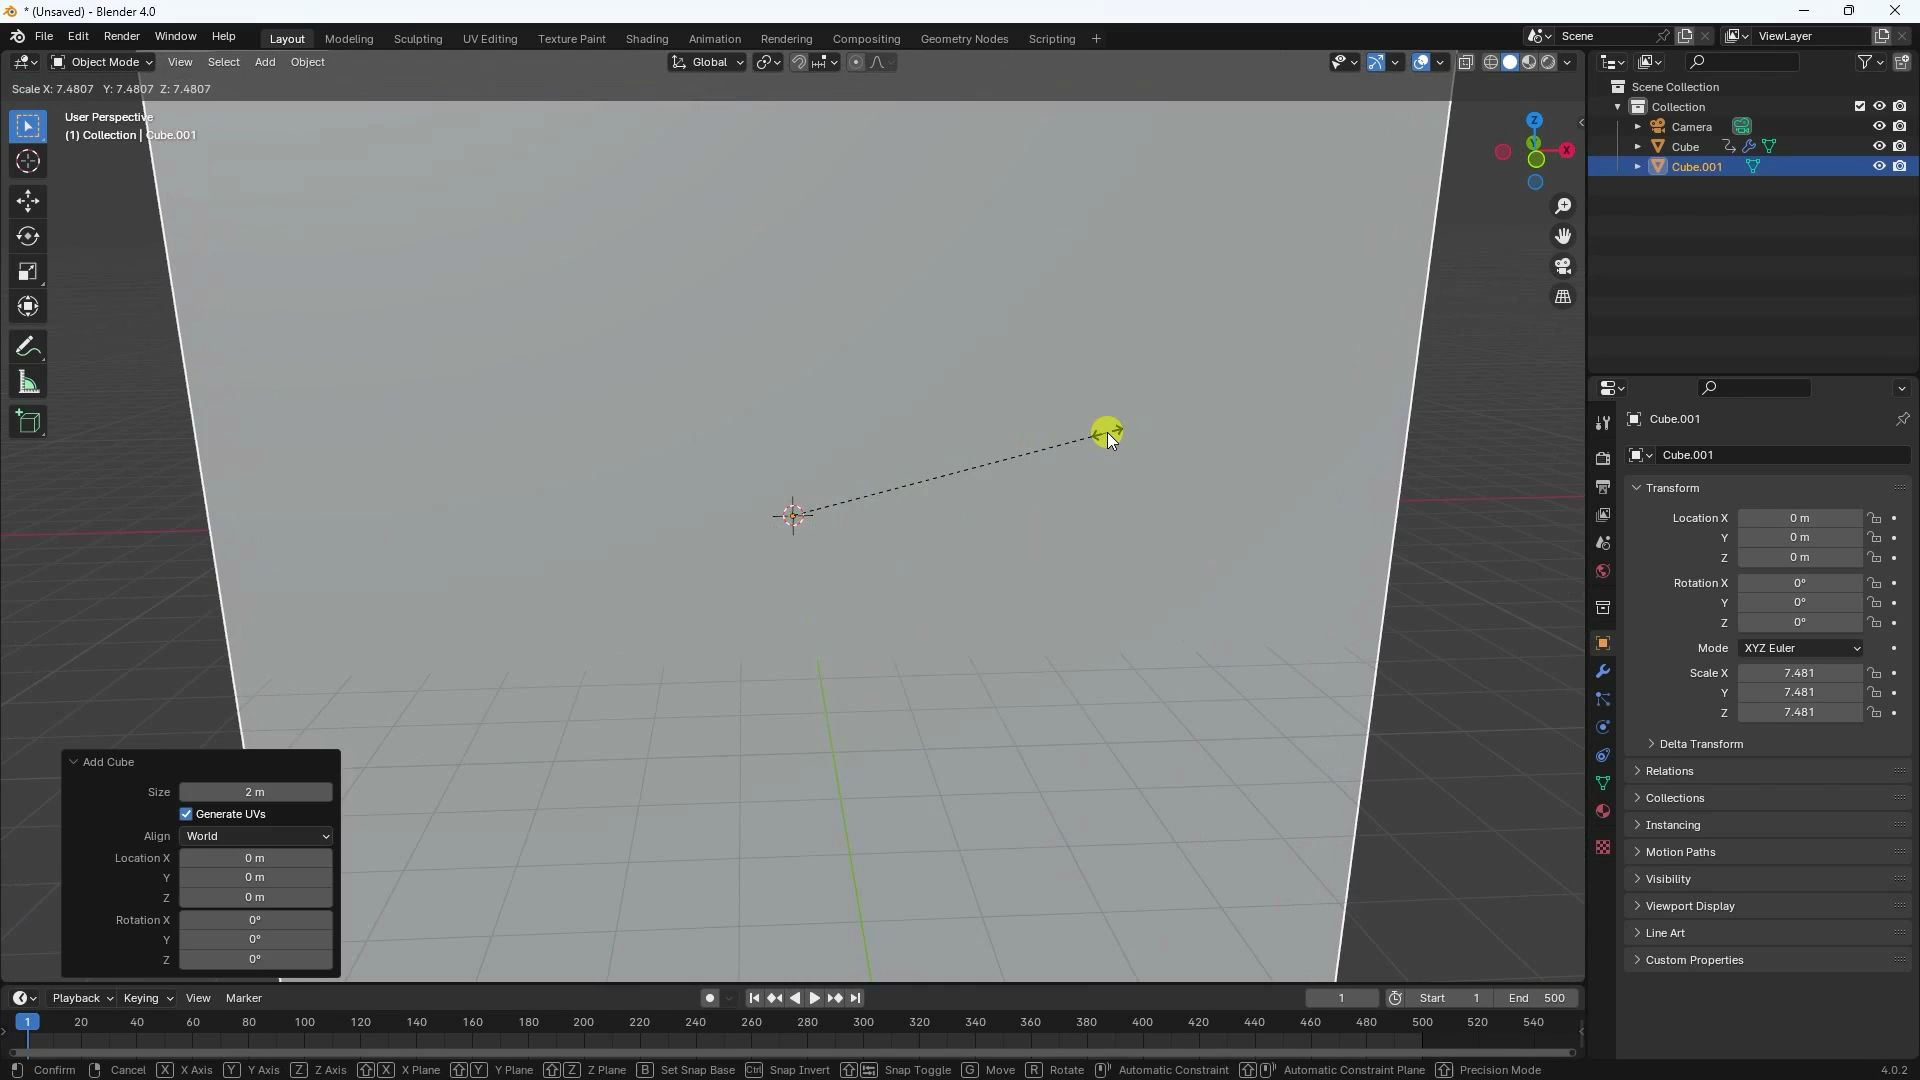 * (Unsaved) - Blender 4.0
File Edit Render Window Help Layout Modeling Sculpting UV Editing Texture Paint Shading Animation Rendering Compositing Geometry Nodes Scripting + Scene ViewLayer
Object Mode View Select Add Object Global
Scale X: 7.4807 Y: 7.4807 Z: 7.4807
User Perspective
(1) Collection | Cube.001
Z
Y
X
Scene Collection
Collection
Camera
Cube
Cube.001
Cube.001
Cube.001
Transform
Location X 0 m
Y 0 m
Z 0 m
Rotation X 0°
Y 0°
Z 0°
Mode XYZ Euler
Scale X 7.481
Y 7.481
Z 7.481
Delta Transform
Relations
Collections
Instancing
Motion Paths
Visibility
Viewport Display
Line Art
Custom Properties
Add Cube
Size 2 m
Generate UVs
Align World
Location X 0 m
Y 0 m
Z 0 m
Rotation X 0°
Y 0°
Z 0°
Playback Keying View Marker 1 Start 1 End 500
1 20 40 60 80 100 120 140 160 180 200 220 240 260 280 300 320 340 360 380 400 420 440 460 480 500 520 540
Confirm Cancel X X Axis Y Y Axis Z Z Axis X X Plane Y Y Plane Z Z Plane B Set Snap Base Ctrl Snap Invert Snap Toggle G Move R Rotate Automatic Constraint Automatic Constraint Plane Precision Mode 4.0.2